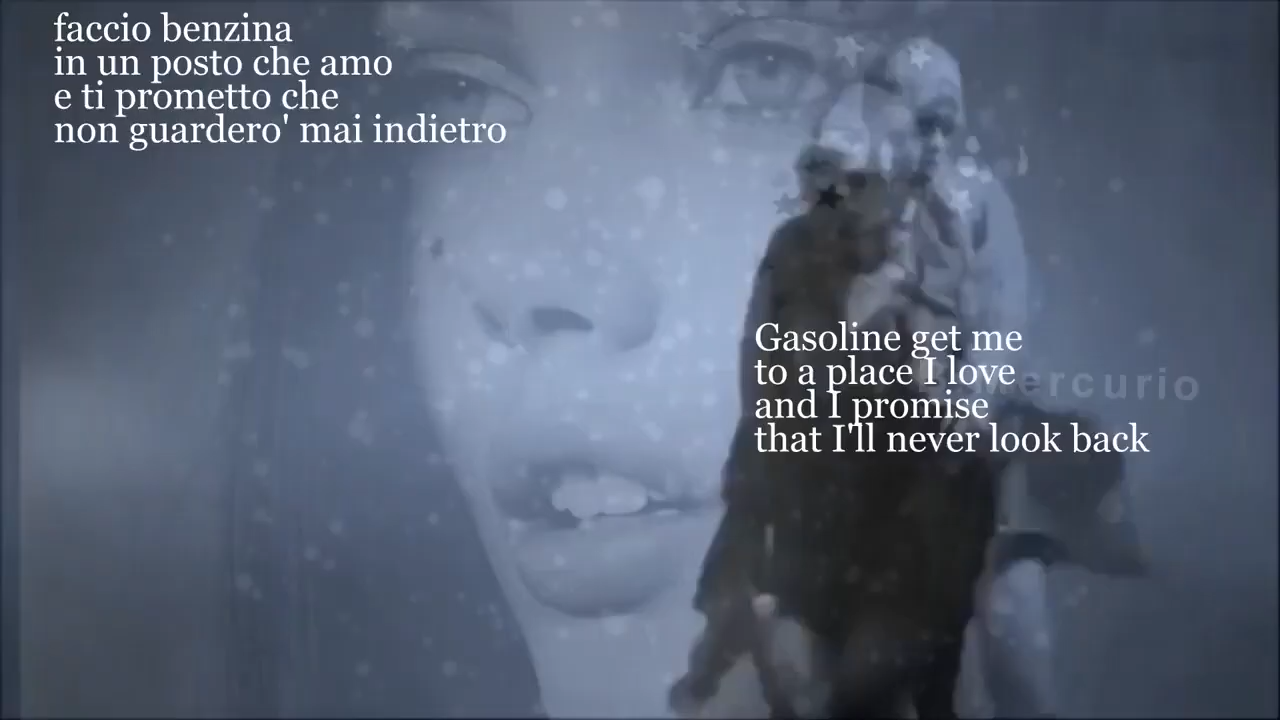 faccio benzina
in un posto che amo
e ti prometto che
non guardero' mai indietro
Gasoline get me
to a place I love
and I promise
that I'll never look back
Mercurio